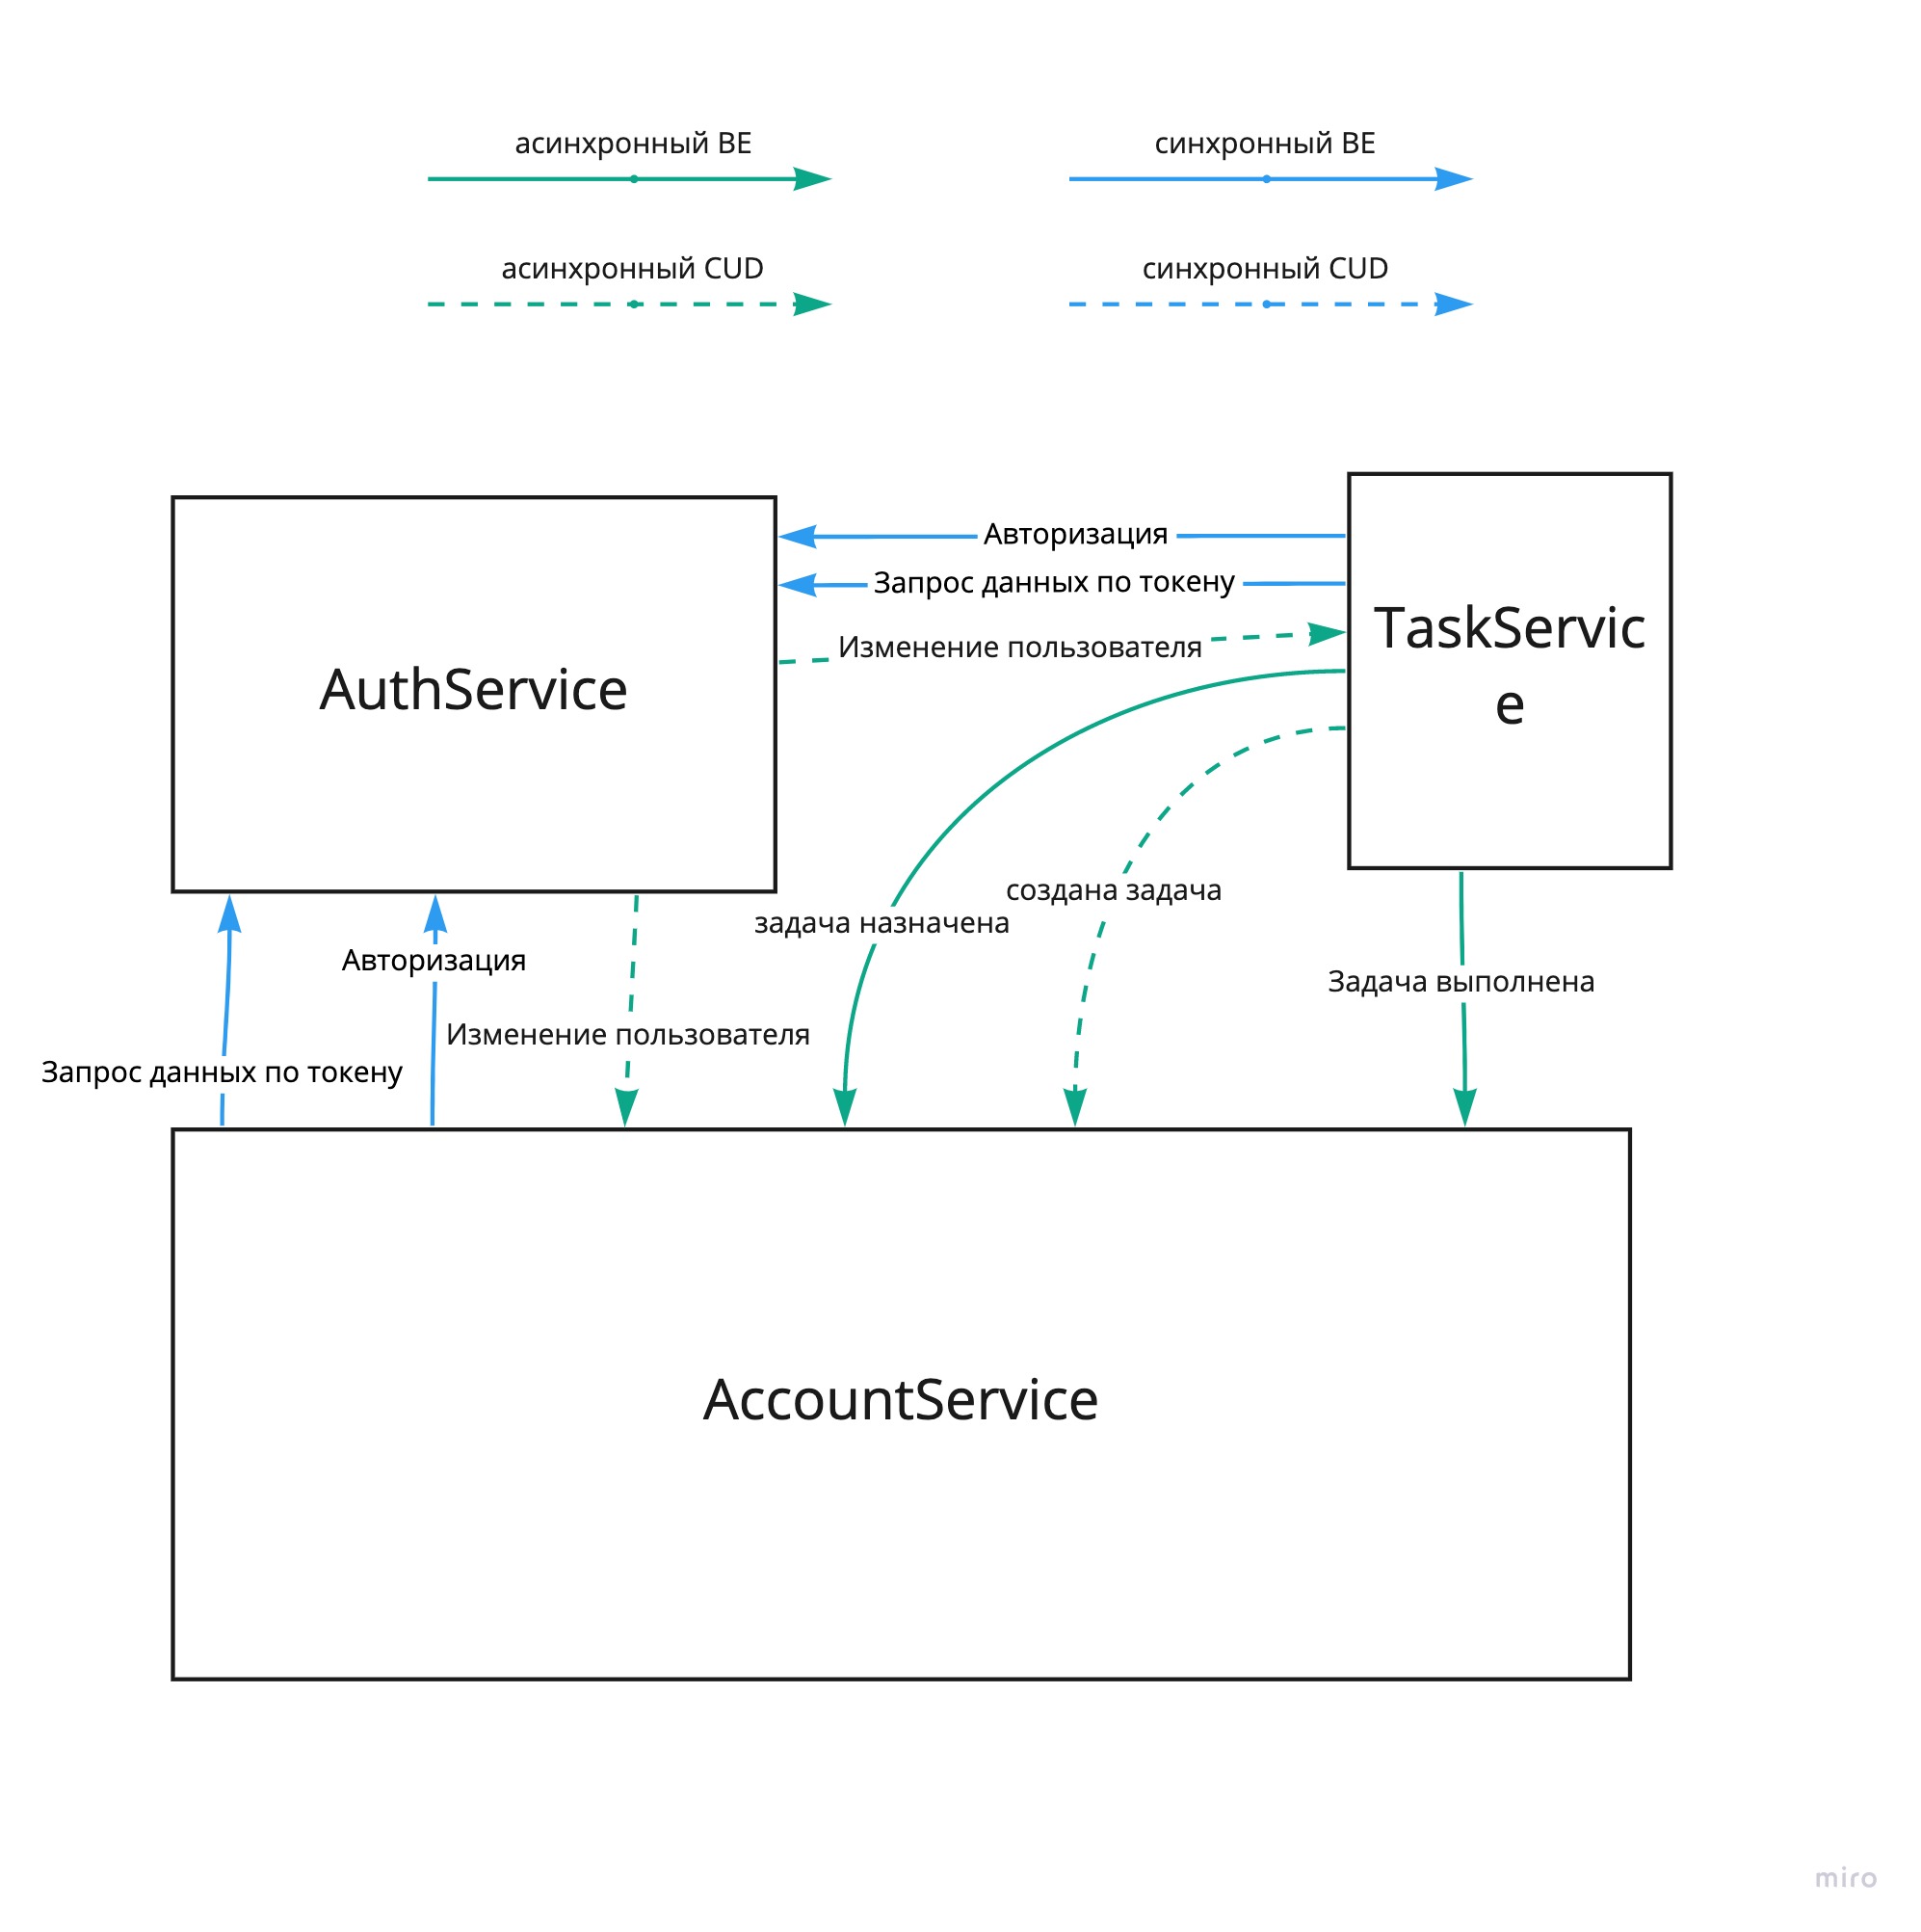 асинхронный BE
синхронный BE
асинхронный CUD
синхронный CUD
Авторизация
Запрос данных по токену
Изменение пользователя
TaskServic
e
AuthService
создана задача
задача назначена
Авторизация
Задача выполнена
Изменение пользователя
Запрос данных по токену
AccountService
miro